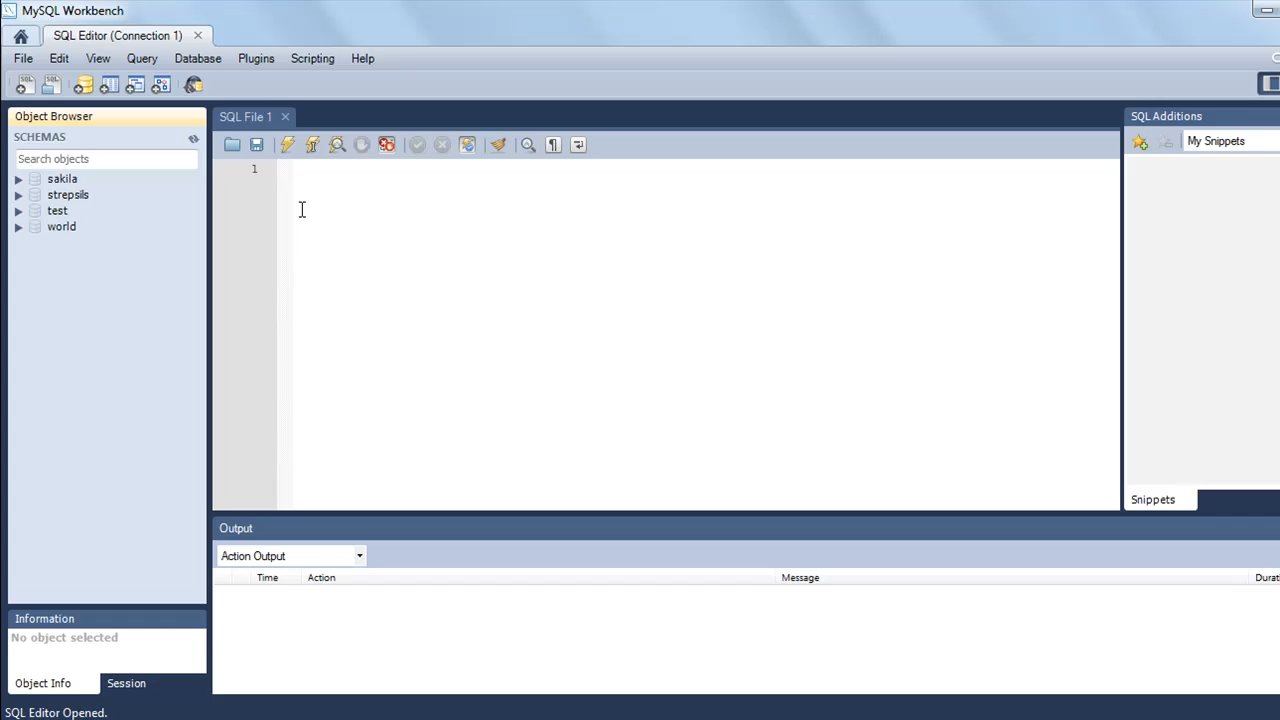 MySQL Workbench
SQL Editor (Connection 1)
File Edit View Query Database Plugins Scripting Help
Object Browser
SCHEMAS
Search objects
sakila
strepsils
test
world
SQL File 1
1
SQL Additions
My Snippets
Snippets
Output
Action Output
Time Action Message Durat
Information
No object selected
Object Info Session
SQL Editor Opened.